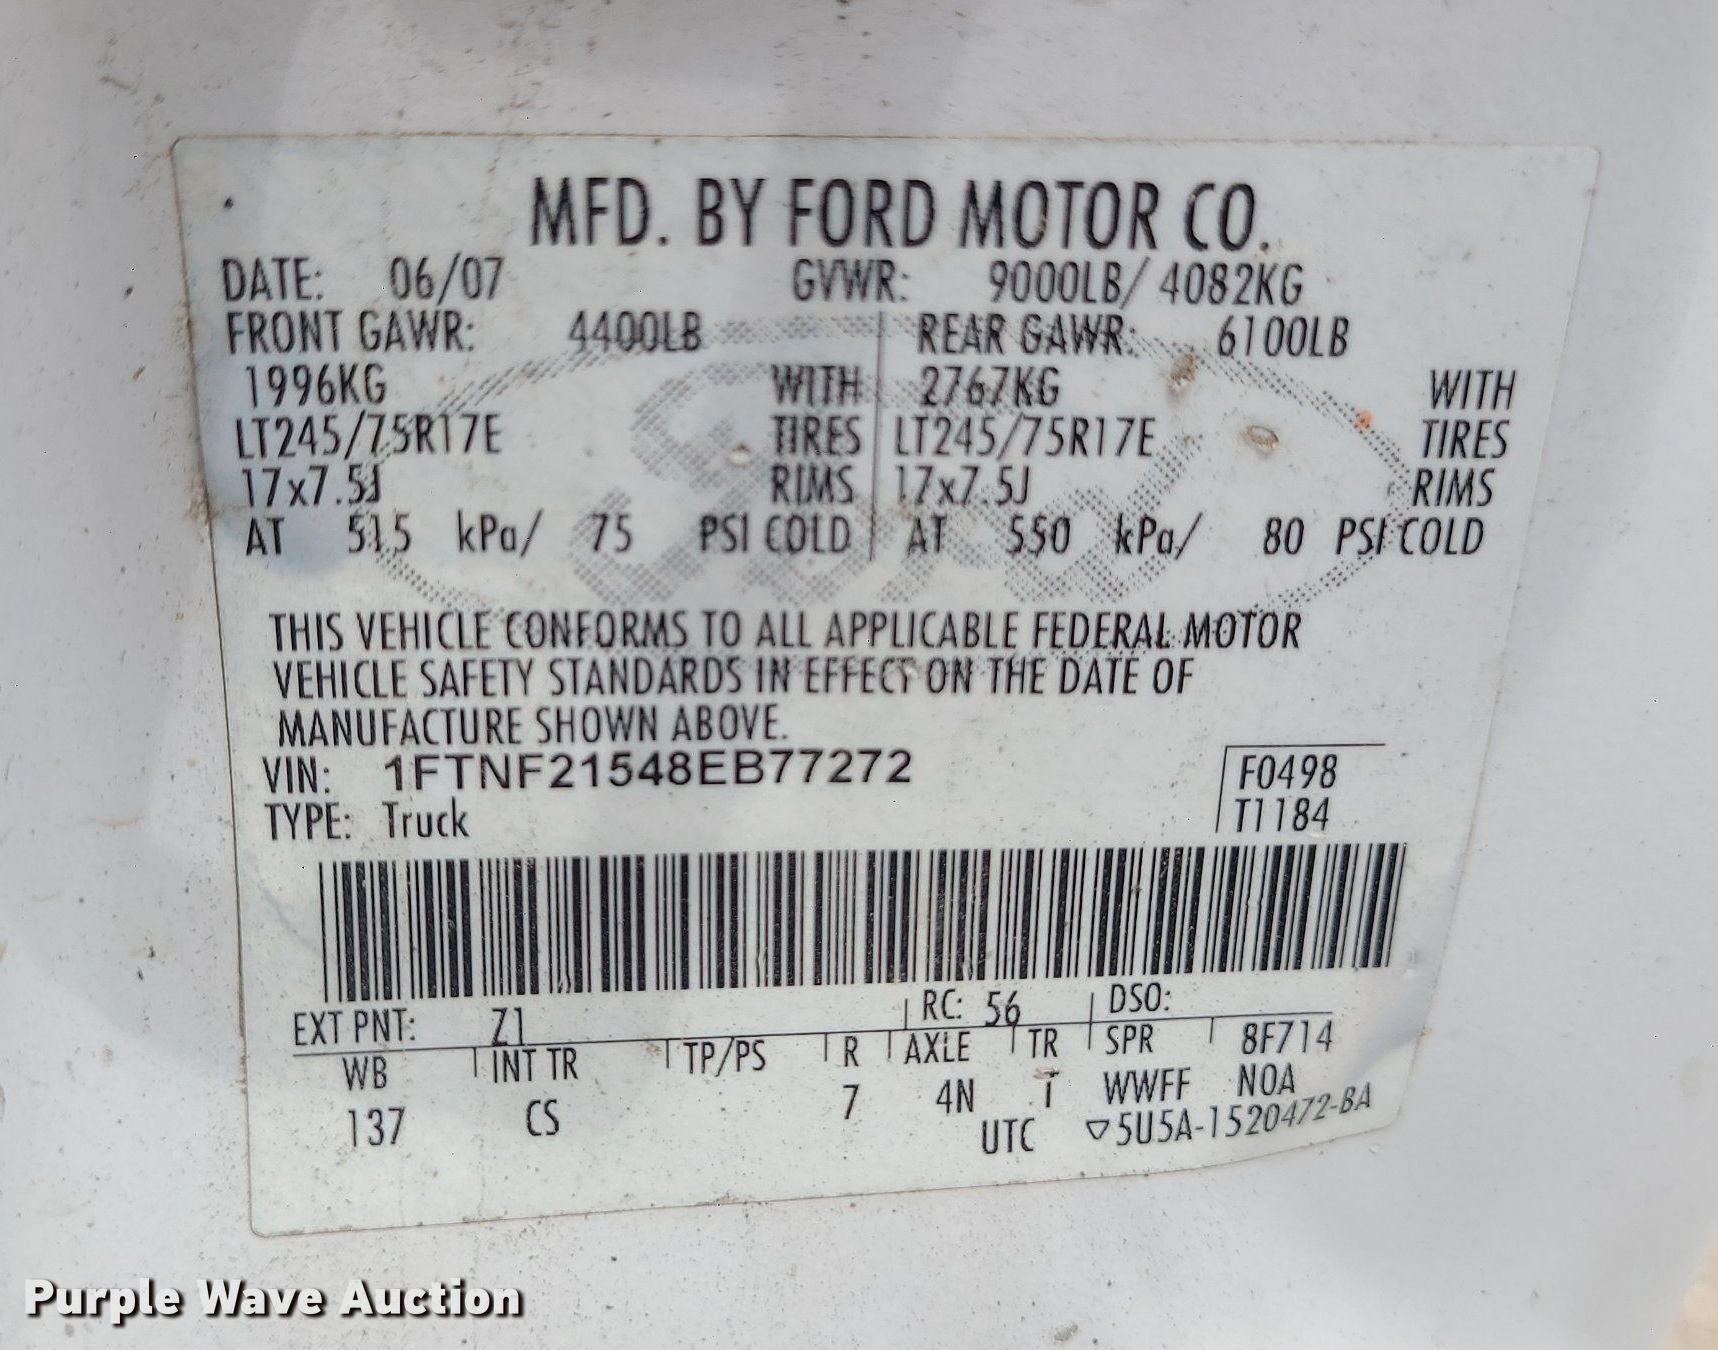 MFD. BY FORD MOTOR CO.
DATE: 06/07 GVWR: 9000LB/ 4082KG
FRONT GAWR: 4400LB REAR GAWR: 6100LB
1996KG WITH 2767KG WITH
LT245/75R17E TIRES LT245/75R17E TIRES
17x7.5J RIMS 17x7.5J RIMS
AT 515 kPa/ 75 PSI COLD AT 550 kPa/ 80 PSI COLD
THIS VEHICLE CONFORMS TO ALL APPLICABLE FEDERAL MOTOR
VEHICLE SAFETY STANDARDS IN EFFECT ON THE DATE OF
MANUFACTURE SHOWN ABOVE.
VIN: 1FTNF21548EB77272 F0498
TYPE: Truck T1184
EXT PNT: Z1 RC: 56 DSO:
WB INT TR TP/PS R AXLE TR SPR 8F714
137 CS 7 4N T WWFF NOA
UTC ▽5U5A-1520472-BA
Purple Wave Auction